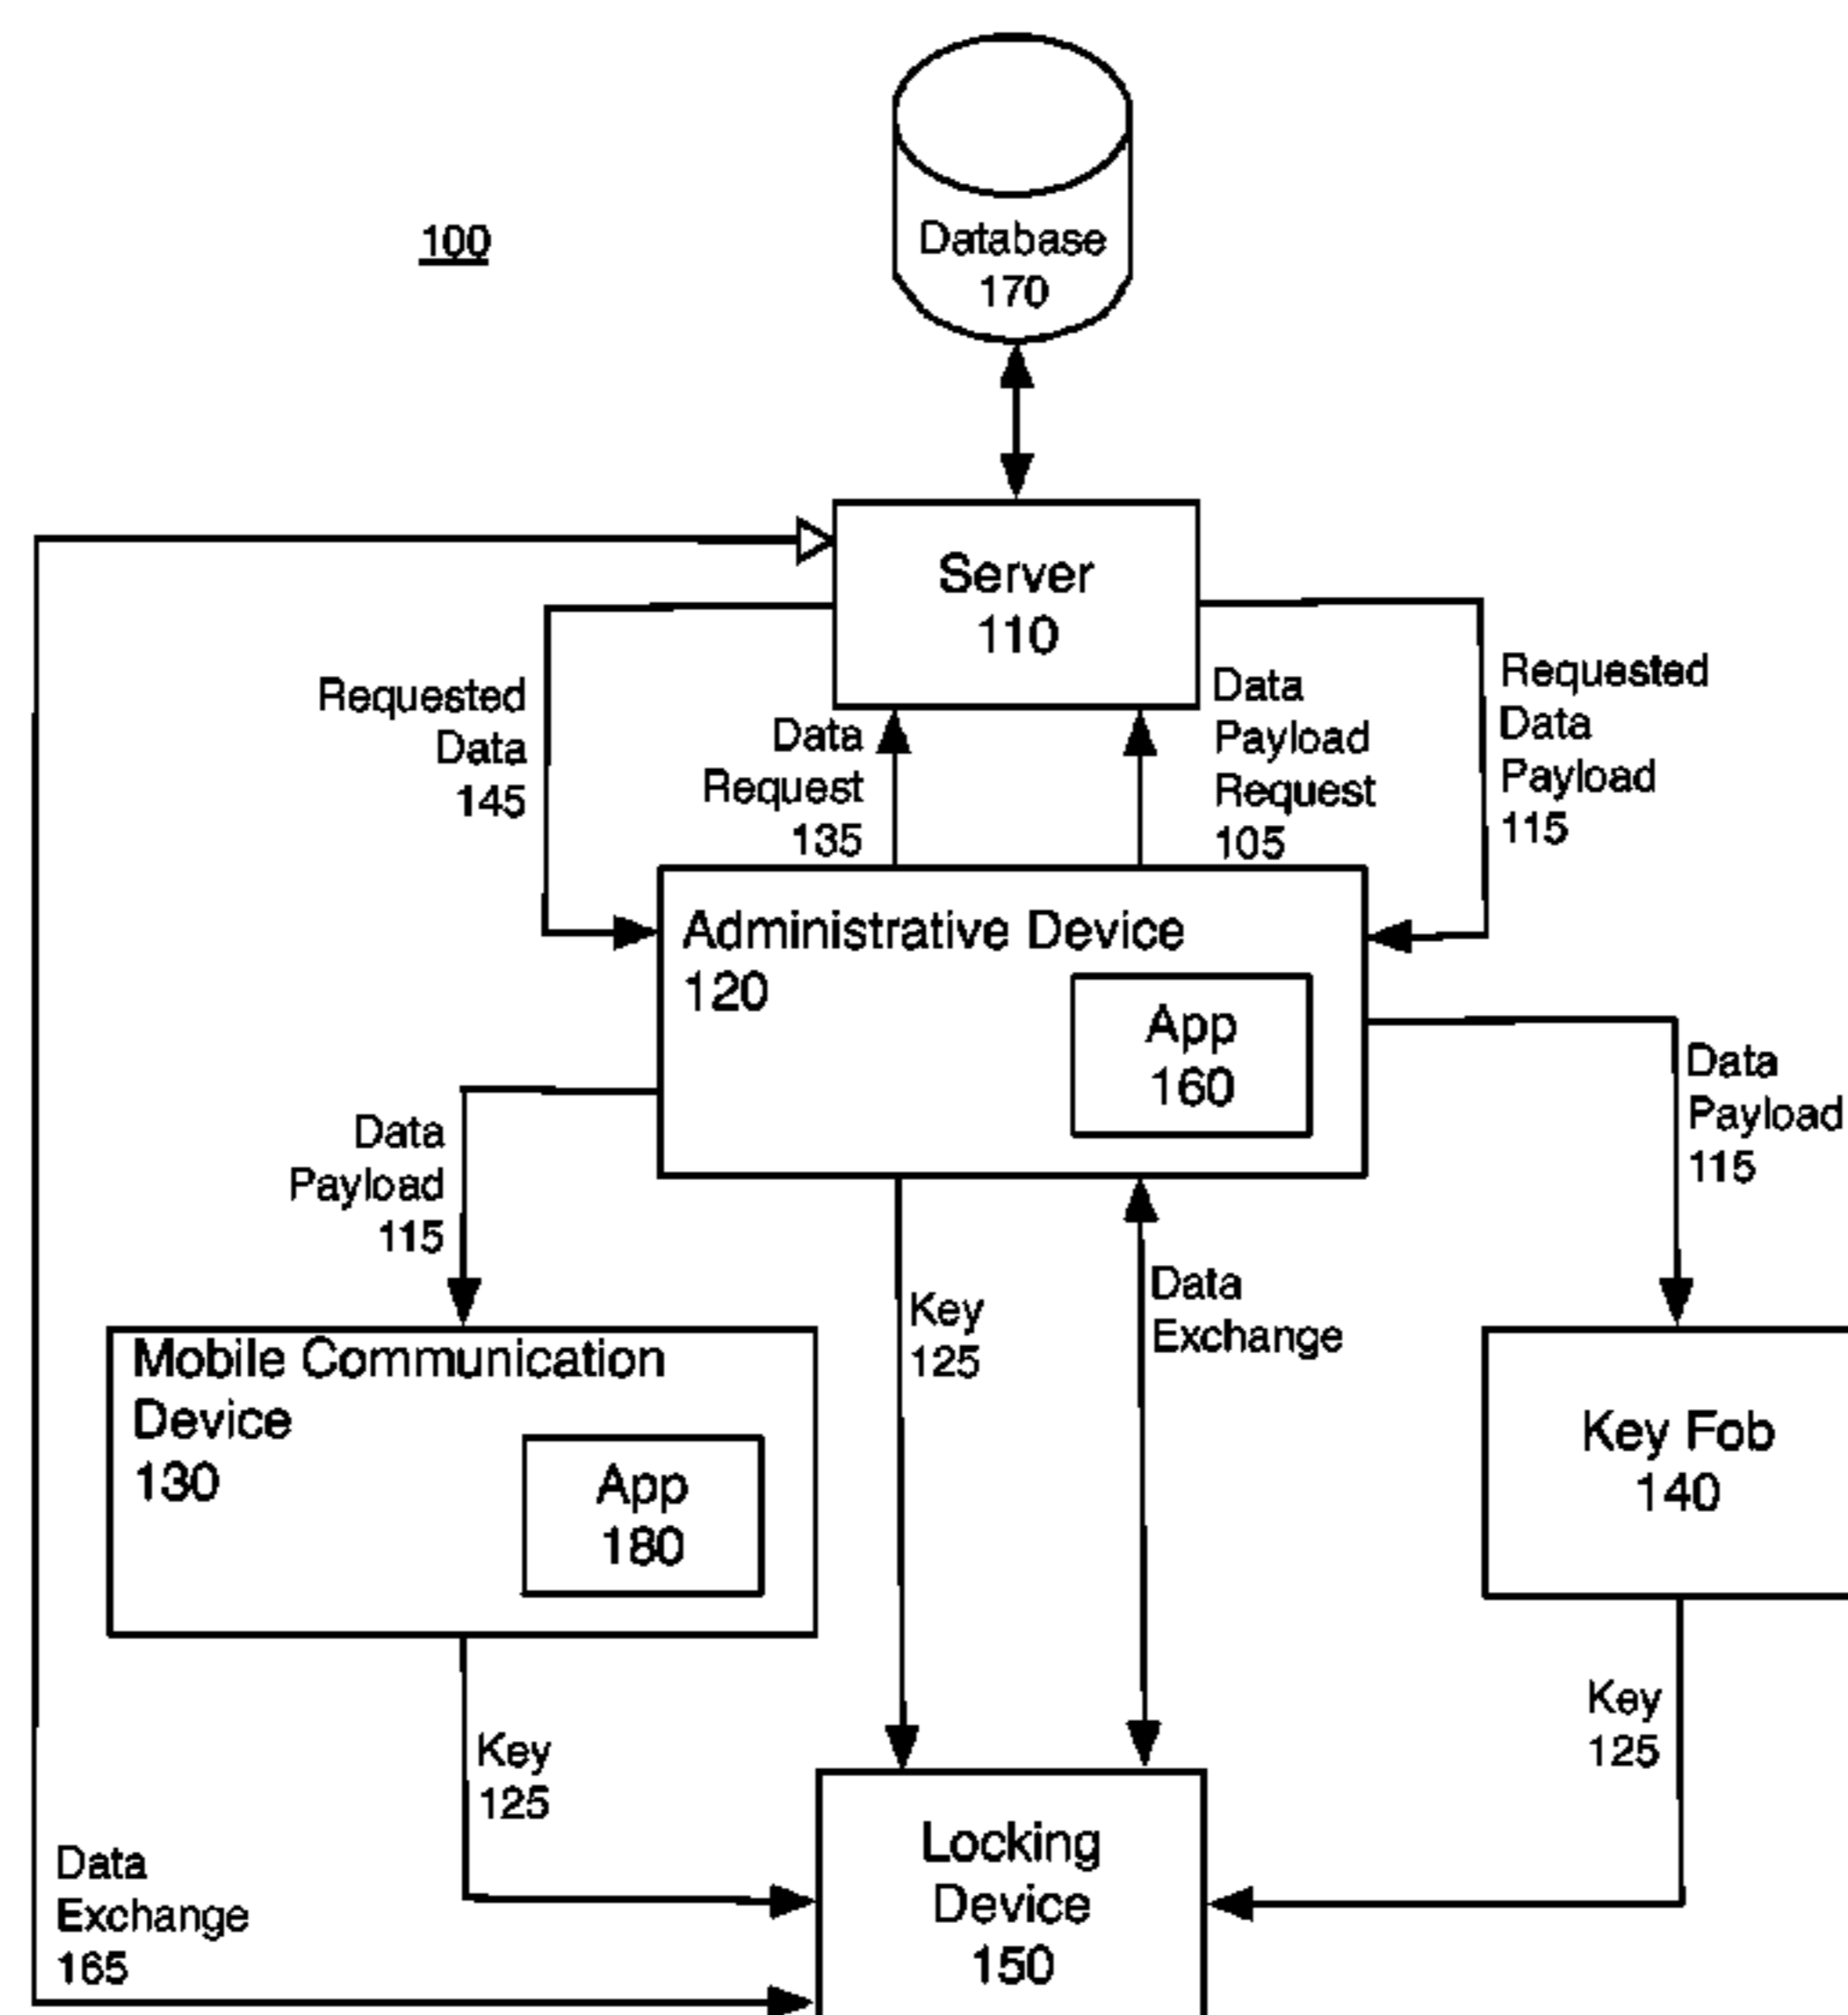 100
Database
170
Server
110
Requested
Data
145
Data
Request
135
Data
Payload
Request
105
Requested
Data
Payload
115
Administrative Device
120
App
160
Data
Payload
115
Data
Payload
115
Key
125
Data
Exchange
Mobile Communication
Device
130
App
180
Key Fob
140
Key
125
Key
125
Locking
Device
150
Data
Exchange
165